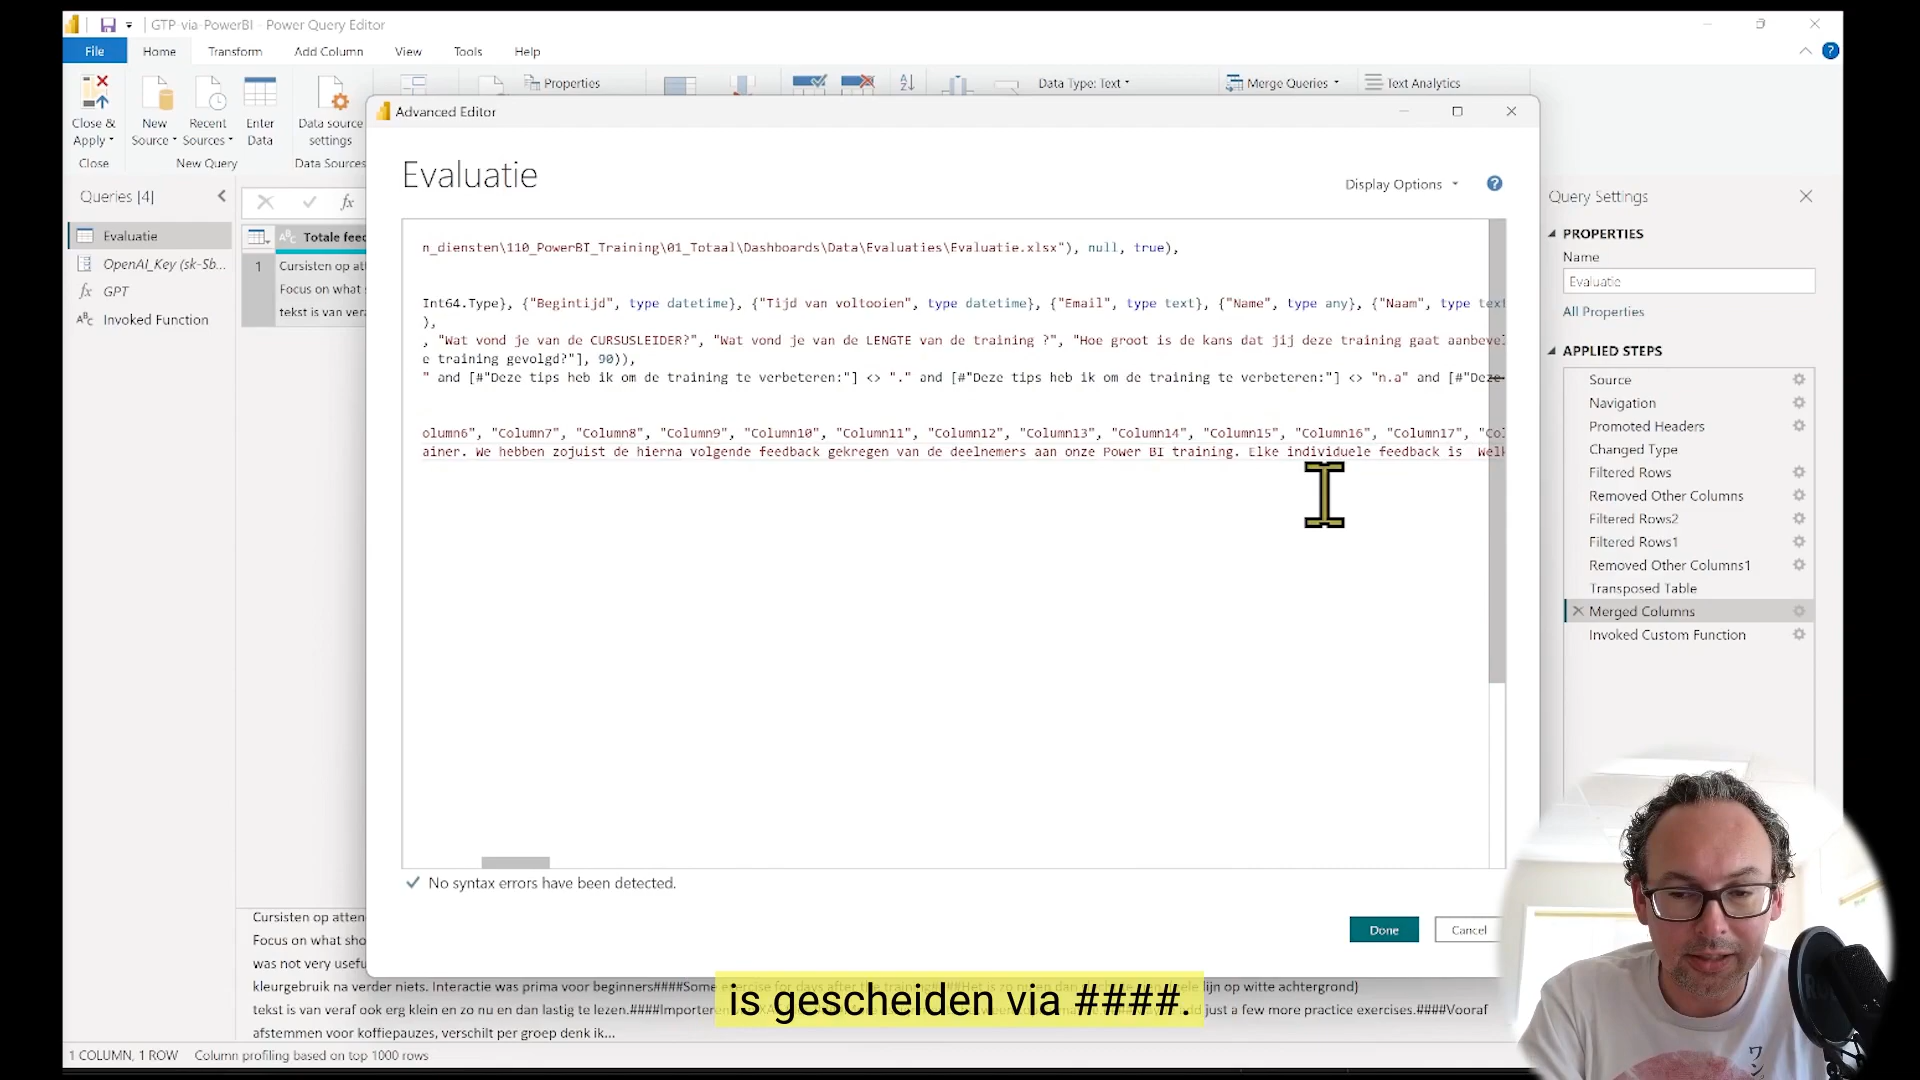 GTP-via-PowerBI - Power Query Editor
File Home Transform Add Column View Tools Help
Properties
Data Type: Text
Merge Queries
Text Analytics
Close & Apply
New Source
Recent Sources
Enter Data
Data source settings
Close
New Query
Data Sources
Advanced Editor
Evaluatie
Display Options
Queries [4]
Evaluatie
OpenAI_Key (sk-5b...
fx GPT
Invoked Function
Totale feed
1
Cursisten op att
Focus on what s
tekst is van vera
n_diensten\110_PowerBI_Training\01_Totaal\Dashboards\Data\Evaluaties\Evaluatie.xlsx"), null, true),
Int64.Type}, {"Begintijd", type datetime}, {"Tijd van voltooien", type datetime}, {"Email", type text}, {"Name", type any}, {"Naam", type text
),
, "Wat vond je van de CURSUSLEIDER?", "Wat vond je van de LENGTE van de training ?", "Hoe groot is de kans dat jij deze training gaat aanbevel
e training gevolgd?"], 90)),
" and [#"Deze tips heb ik om de training te verbeteren:"] <> "." and [#"Deze tips heb ik om de training te verbeteren:"] <> "n.a" and [#"Deze
olumn6", "Column7", "Column8", "Column9", "Column10", "Column11", "Column12", "Column13", "Column14", "Column15", "Column16", "Column17", "Co
ainer. We hebben zojuist de hierna volgende feedback gekregen van de deelnemers aan onze Power BI training. Elke individuele feedback is Wel
No syntax errors have been detected.
Done
Cancel
Query Settings
PROPERTIES
Name
Evaluatie
All Properties
APPLIED STEPS
Source
Navigation
Promoted Headers
Changed Type
Filtered Rows
Removed Other Columns
Filtered Rows2
Filtered Rows1
Removed Other Columns1
Transposed Table
Merged Columns
Invoked Custom Function
Cursisten op atten
Focus on what sho
was not very usefu
kleurgebruik na verder niets. Interactie was prima voor beginners####Some lijn op witte achtergrond)
tekst is van veraf ook erg klein en zo nu en dan lastig te lezen.####Importeren just a few more practice exercises.####Vooraf
afstemmen voor koffiepauzes, verschilt per groep denk ik...
is gescheiden via ####.
1 COLUMN, 1 ROW Column profiling based on top 1000 rows